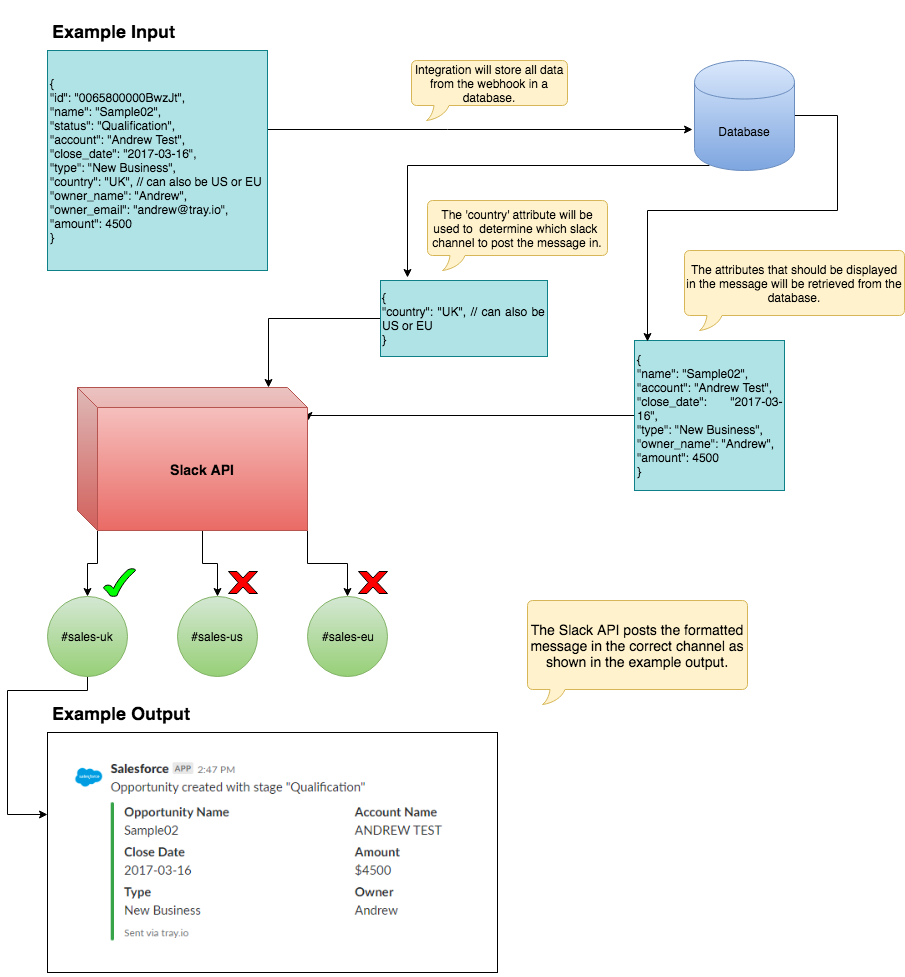 Example Input
{
"id": "0065800000BwzJt",
"name": "Sample02",
"status": "Qualification",
"account": "Andrew Test",
"close_date": "2017-03-16",
"type": "New Business",
"country": "UK", // can also be US or EU
"owner_name": "Andrew",
"owner_email": "andrew@tray.io",
"amount": 4500
}
Integration will store all data
from the webhook in a
database.
Database
The 'country' attribute will be
used to determine which slack
channel to post the message in.
The attributes that should be displayed
in the message will be retrieved from the
database.
{
"country": "UK", // can also be
US or EU
}
{
"name": "Sample02",
"account": "Andrew Test",
"close_date": "2017-03-
16",
"type": "New Business",
"owner_name": "Andrew",
"amount": 4500
}
Slack API
#sales-uk
#sales-us
#sales-eu
The Slack API posts the formatted
message in the correct channel as
shown in the example output.
Example Output
salesforce
Salesforce APP 2:47 PM
Opportunity created with stage "Qualification"
Opportunity Name Account Name
Sample02 ANDREW TEST
Close Date Amount
2017-03-16 $4500
Type Owner
New Business Andrew
Sent via tray.io